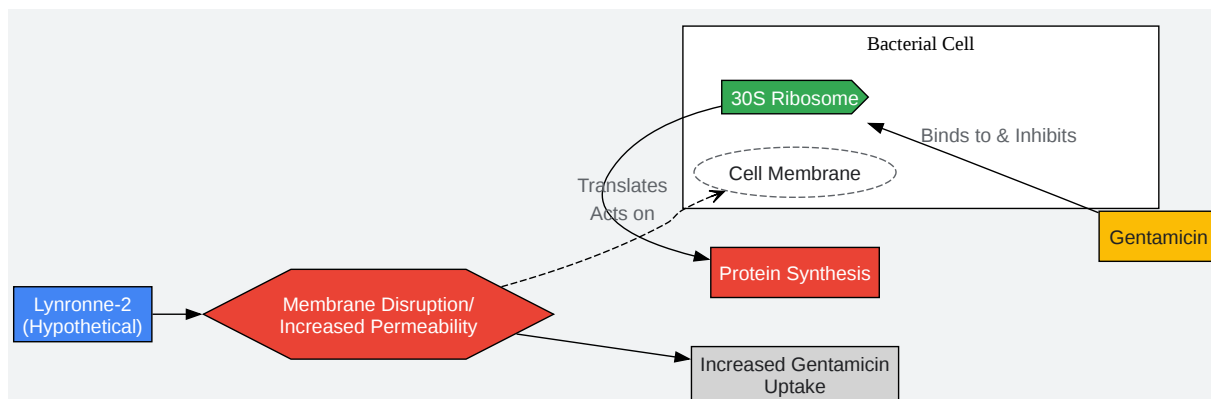 Bacterial Cell
30S Ribosome
Binds to & Inhibits
Cell Membrane
Translates
Acts on
Gentamicin
Protein Synthesis
Lynronne-2
(Hypothetical)
Membrane Disruption/
Increased Permeability
Increased Gentamicin
Uptake